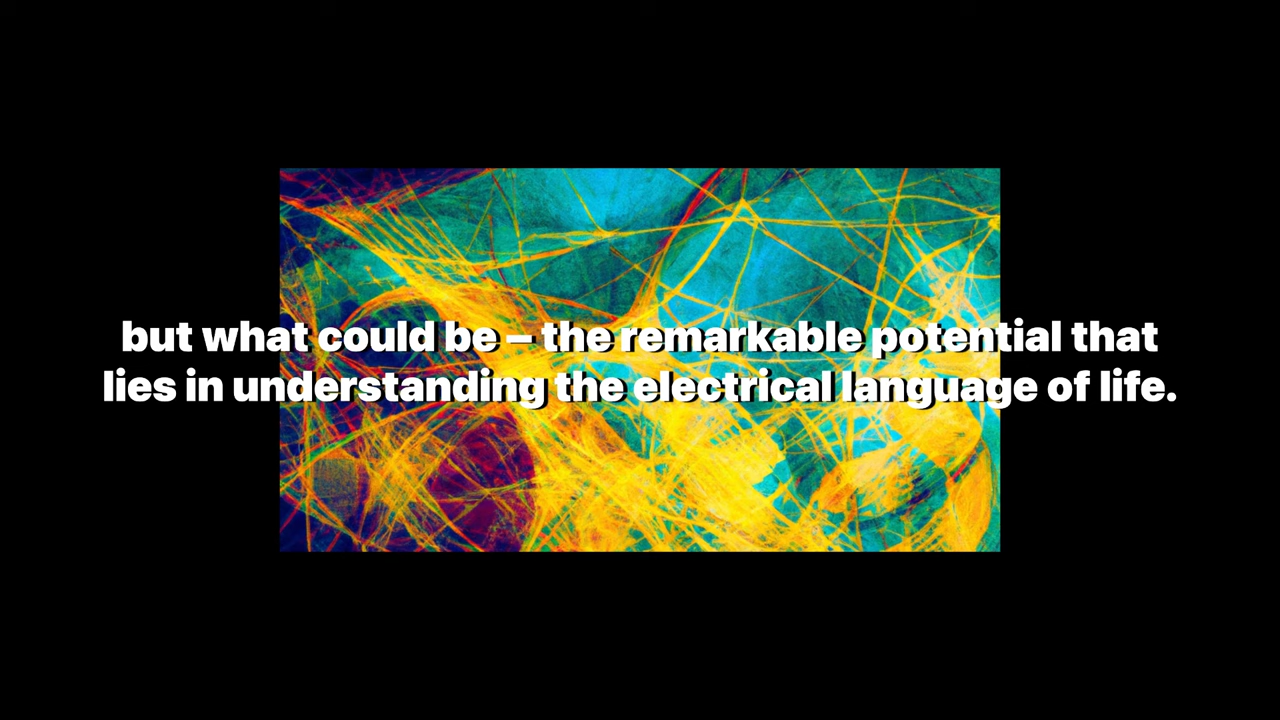 but what could be – the remarkable potential that
lies in understanding the electrical language of life.